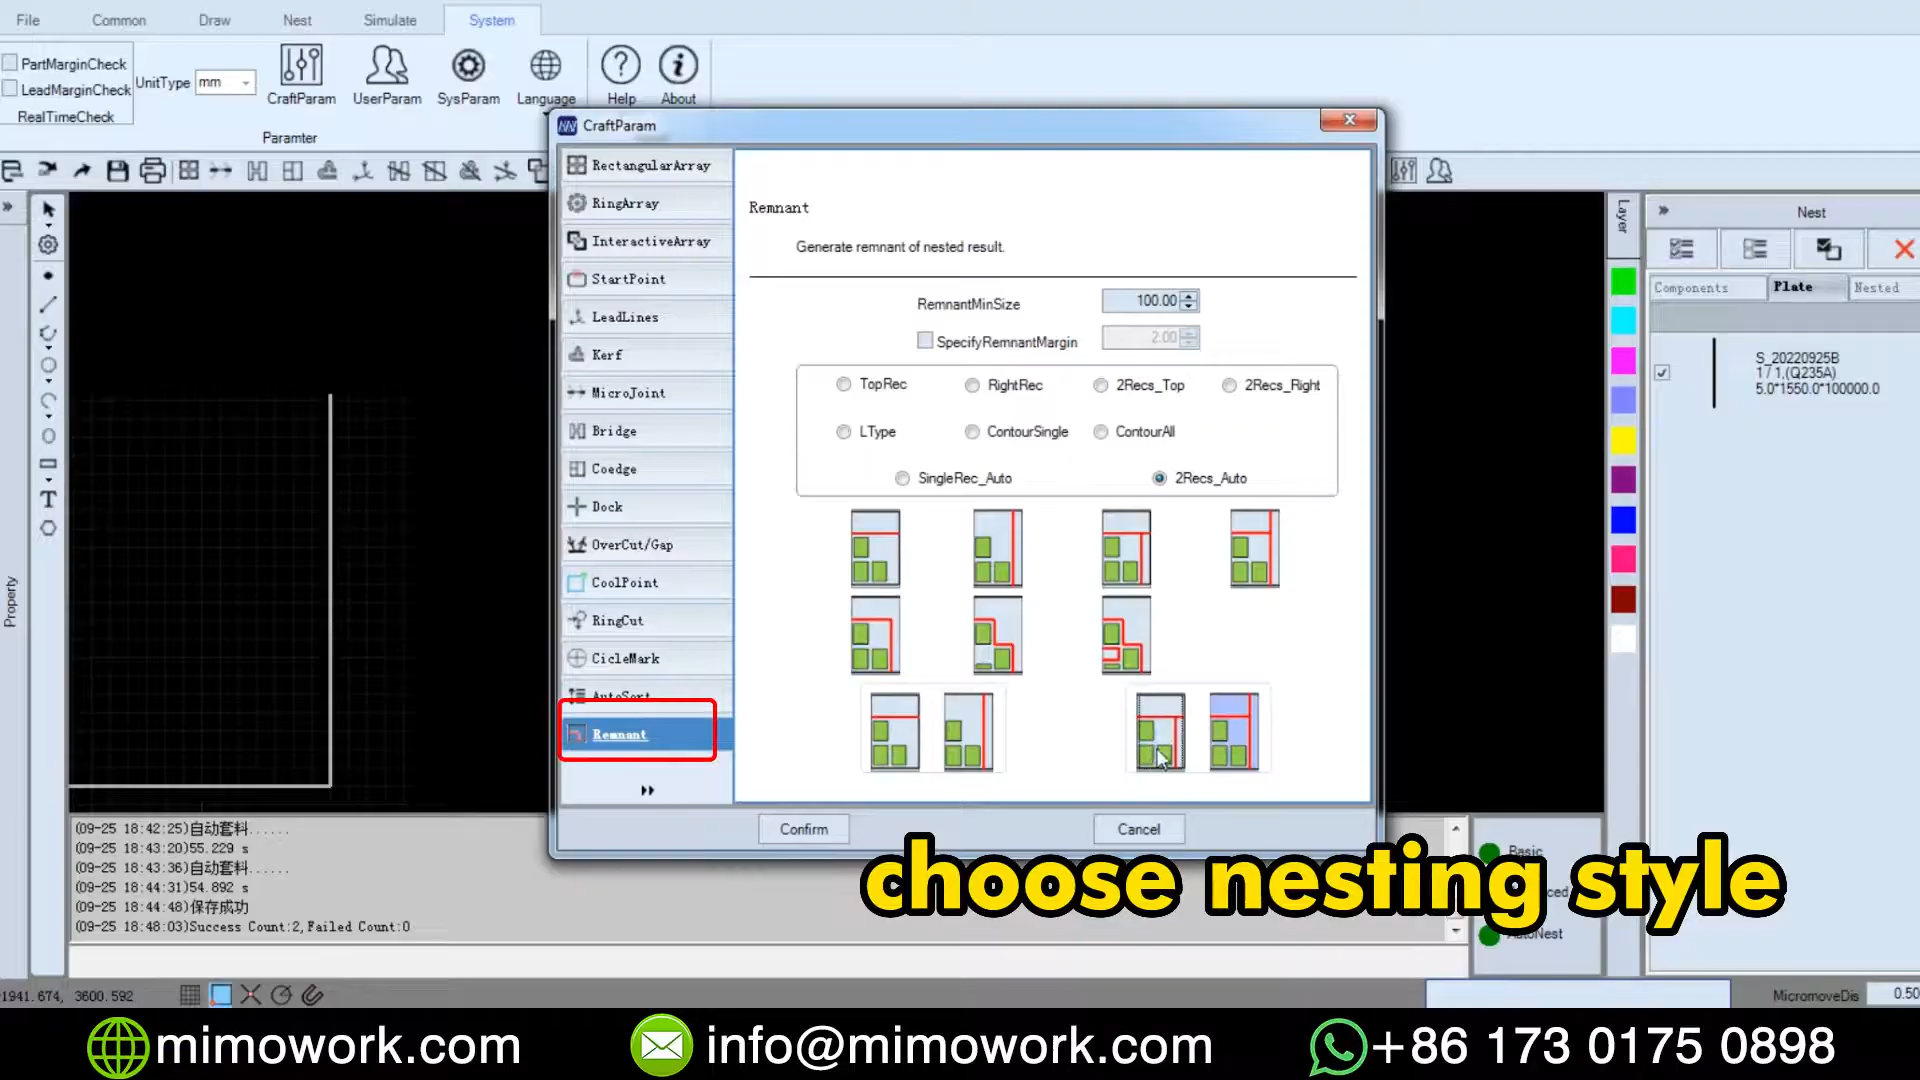 File Common Draw Nest Simulate System
PartMarginCheck
LeadMarginCheck
RealTimeCheck
UnitType mm
CraftParam UserParam SysParam Language Help About
Paramter
CraftParam
RectangularArray
RingArray
InteractiveArray
StartPoint
LeadLines
Kerf
MicroJoint
Bridge
Coedge
Dock
OverCut/Gap
CoolPoint
RingCut
CicleMark
AutoSort
Remnant
Remnant
Generate remnant of nested result.
RemnantMinSize 100.00
SpecifyRemnantMargin 2.00
TopRec RightRec 2Recs_Top 2Recs_Right
LType ContourSingle ContourAll
SingleRec_Auto 2Recs_Auto
Confirm Cancel
Property
Layer
Nest
Components Plate Nested
S_20220925B
1 / 1,(Q235A)
5.0*1550.0*100000.0
(09-25 18:42:25)自动套料......
(09-25 18:43:20)55.229 s
(09-25 18:43:36)自动套料......
(09-25 18:44:31)54.892 s
(09-25 18:44:48)保存成功
(09-25 18:48:03)Success Count:2,Failed Count:0
Basic
AutoNest
choose nesting style
1941.674, 3600.592
MicromoveDis 0.50
mimowork.com info@mimowork.com +86 173 0175 0898